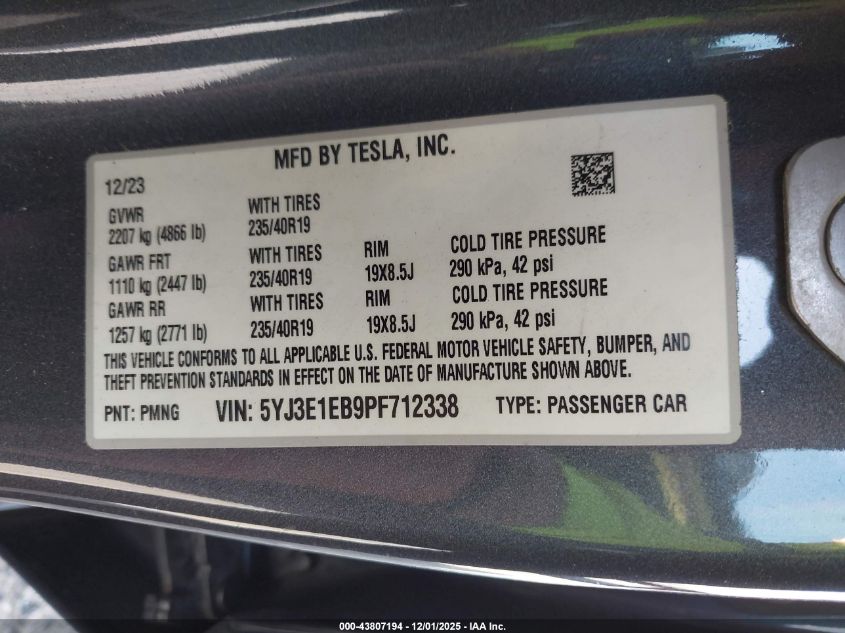 MFD BY TESLA, INC.
12/23
GVWR WITH TIRES
2207 kg (4866 lb) 235/40R19
GAWR FRT WITH TIRES RIM COLD TIRE PRESSURE
1110 kg (2447 lb) 235/40R19 19X8.5J 290 kPa, 42 psi
GAWR RR WITH TIRES RIM COLD TIRE PRESSURE
1257 kg (2771 lb) 235/40R19 19X8.5J 290 kPa, 42 psi
THIS VEHICLE CONFORMS TO ALL APPLICABLE U.S. FEDERAL MOTOR VEHICLE SAFETY, BUMPER, AND
THEFT PREVENTION STANDARDS IN EFFECT ON THE DATE OF MANUFACTURE SHOWN ABOVE.
PNT: PMNG VIN: 5YJ3E1EB9PF712338 TYPE: PASSENGER CAR
000-43807194 - 12/01/2025 - IAA Inc.